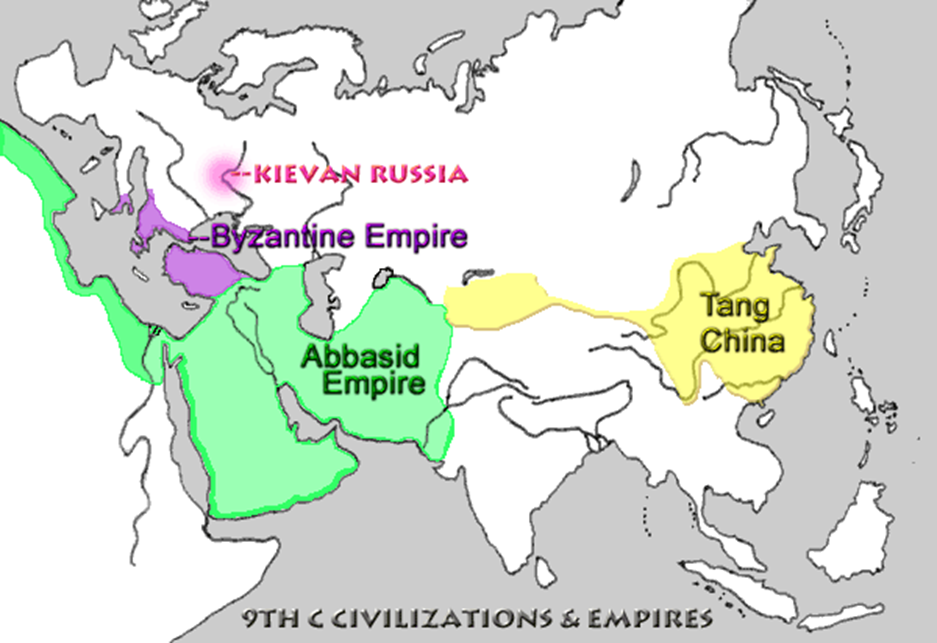 --KIEVAN RUSSIA
--Byzantine Empire
Tang
China
Abbasid
Empire
9TH C CIVILIZATIONS & EMPIRES